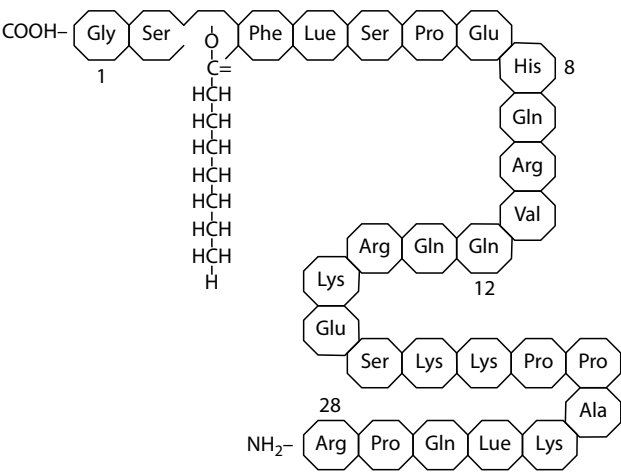 COOH– Gly Ser Phe Lue Ser Pro Glu
1
O
C=
HCH
HCH
HCH
HCH
HCH
HCH
HCH
H
His 8
Gln
Arg
Val
Arg Gln Gln
12
Lys
Glu
Ser Lys Lys Pro Pro
Ala
28
NH2– Arg Pro Gln Lue Lys